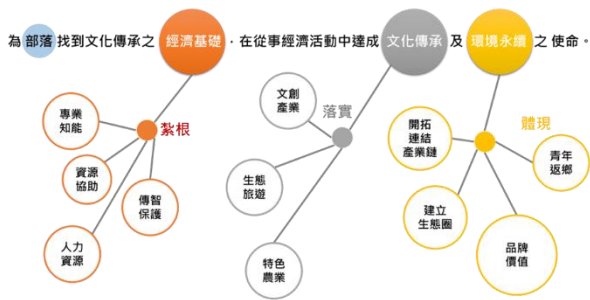 為 部落 找到文化傳承之 經濟基礎，在從事經濟活動中達成 文化傳承 及 環境永續 之 使命。
專業
知能
資源
協助
人力
資源
傳智
保護
紮根
文創
產業
落實
生態
旅遊
特色
農業
開拓
連結
產業鏈
體現
青年
返鄉
建立
生態圈
品牌
價值